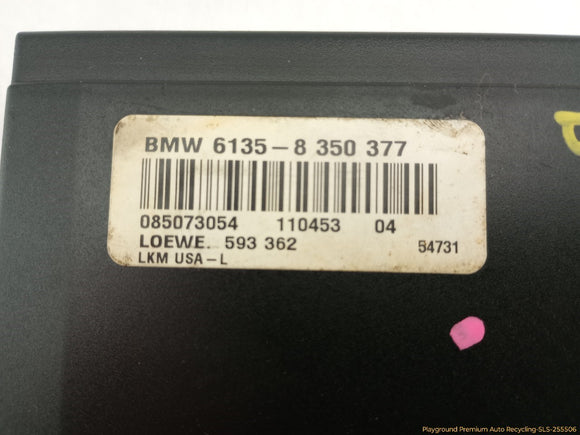 BMW 6135-8 350 377
085073054 110453 04
LOEWE. 593 362 54731
LKM USA-L
Playground Premium Auto Recycling-SLS-255506